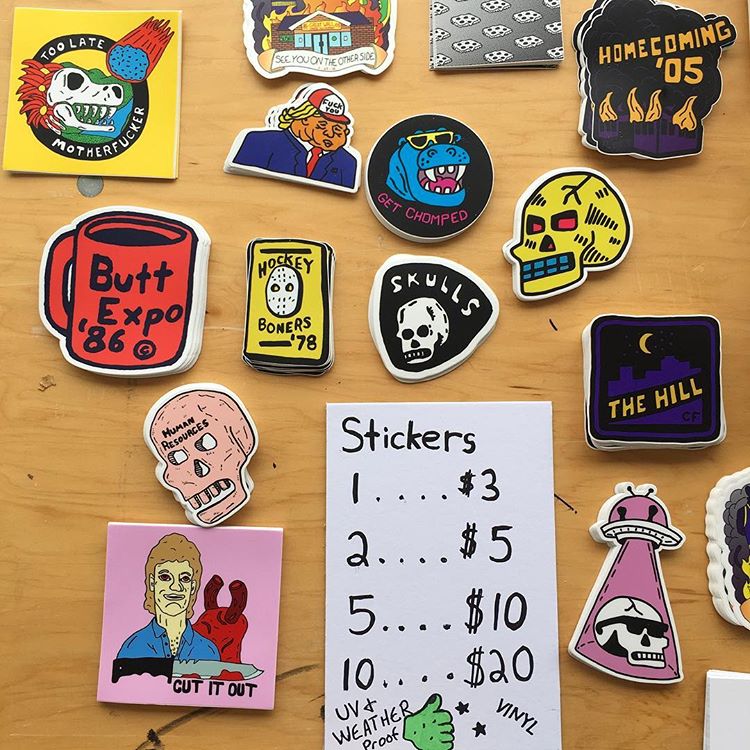 TOO LATE
MOTHERFUCKER
SEE YOU ON THE OTHER SIDE
HOMECOMING
'05
FUCK
YOU
GET CHOMPED
Butt
Expo
'86
HOCKEY
BONERS
'78
SKULLS
THE HILL
CF
HUMAN
RESOURCES
CUT IT OUT
Stickers
1....$3
2....$5
5....$10
10....$20
UV &
WEATHER
Proof
VINYL